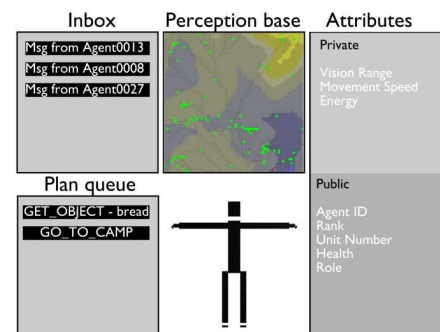 Inbox
Msg from Agent0013
Msg from Agent0008
Msg from Agent0027
Perception base
Attributes
Private
Vision Range
Movement Speed
Energy
Plan queue
GET_OBJECT - bread
GO_TO_CAMP
Public
Agent ID
Rank
Unit Number
Health
Role